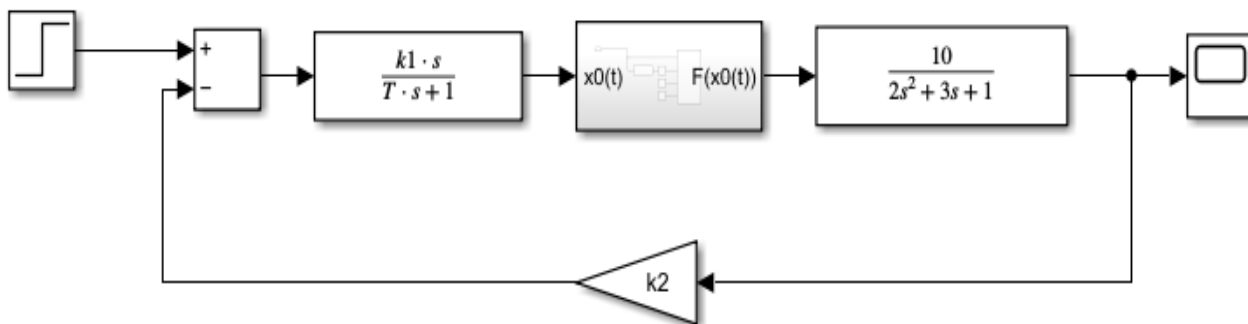 +
−
k1 · s
T · s + 1
x0(t)
F(x0(t))
10
2s² + 3s + 1
k2